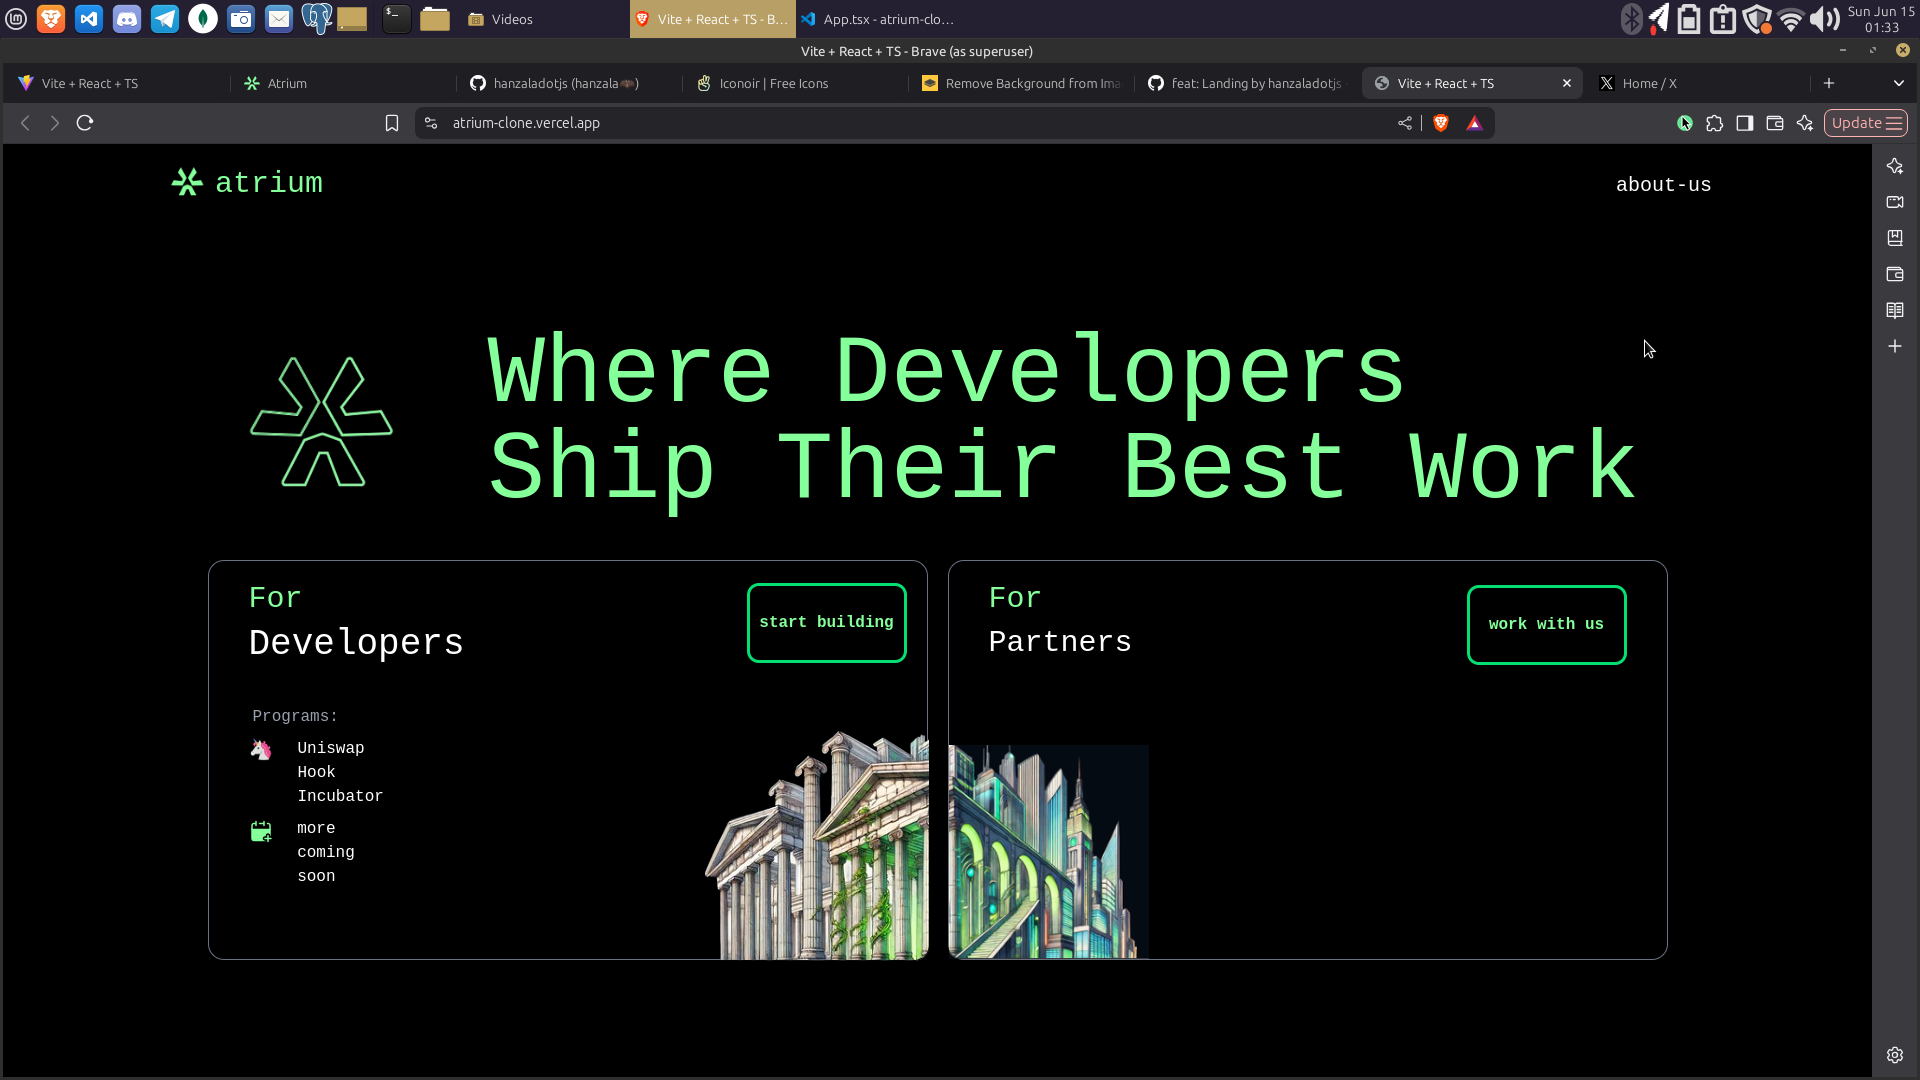 Videos
Vite + React + TS - B...
App.tsx - atrium-clo...
Sun Jun 15
01:33
Vite + React + TS - Brave (as superuser)
Vite + React + TS
Atrium
hanzaladotjs (hanzala🦇)
Iconoir | Free Icons
Remove Background from Ima
feat: Landing by hanzaladotjs
Vite + React + TS
Home / X
atrium-clone.vercel.app
Update
atrium
about-us
Where Developers
Ship Their Best Work
For
Developers
start building
Programs:
Uniswap
Hook
Incubator
more
coming
soon
For
Partners
work with us